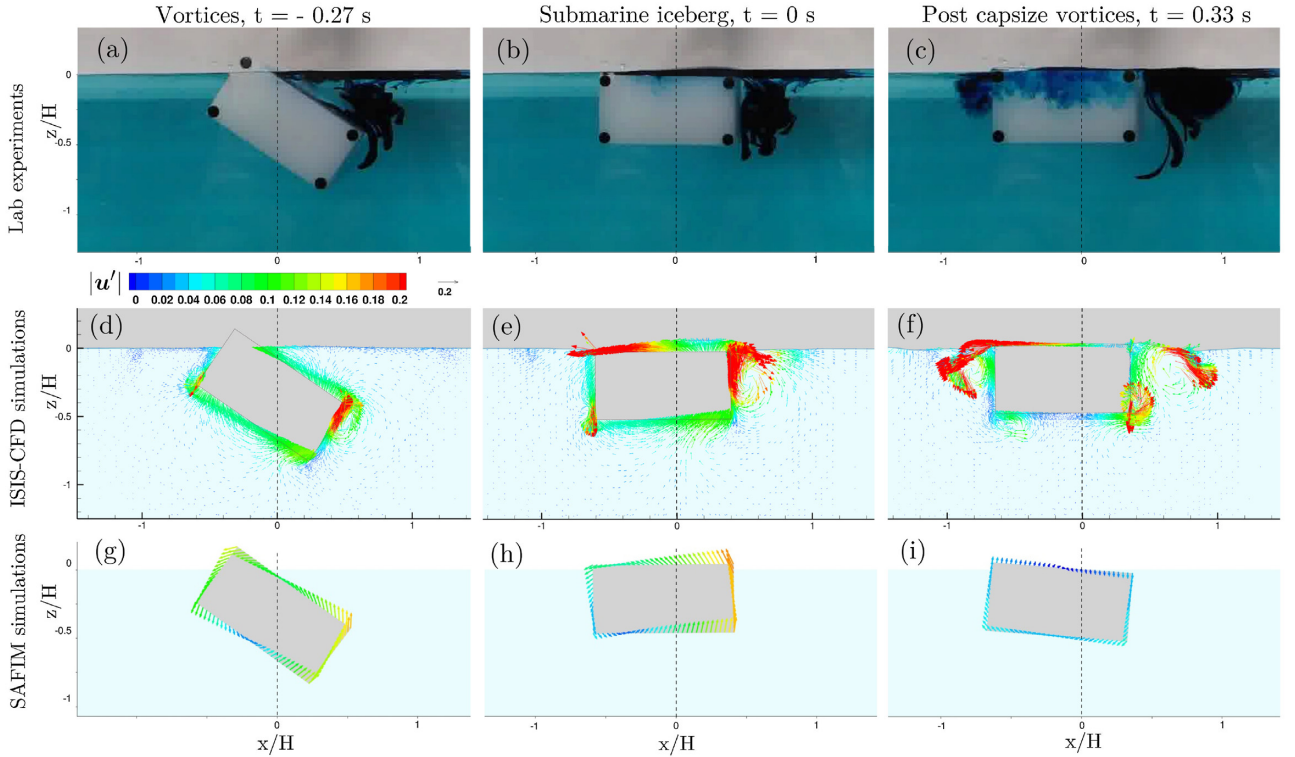 Vortices, t = - 0.27 s
Submarine iceberg, t = 0 s
Post capsize vortices, t = 0.33 s
Lab experiments
z/H
(a)
0
-0.5
-1
-1 0 1
(b)
-1 0 1
(c)
-1 0 1
|u'|
0 0.02 0.04 0.06 0.08 0.1 0.12 0.14 0.16 0.18 0.2
0.2
ISIS-CFD simulations
z/H
(d)
0
-0.5
-1
-1 0 1
(e)
-1 0 1
(f)
-1 0 1
SAFIM simulations
z/H
(g)
0
-0.5
-1
-1 0 1
x/H
(h)
-1 0 1
x/H
(i)
-1 0 1
x/H